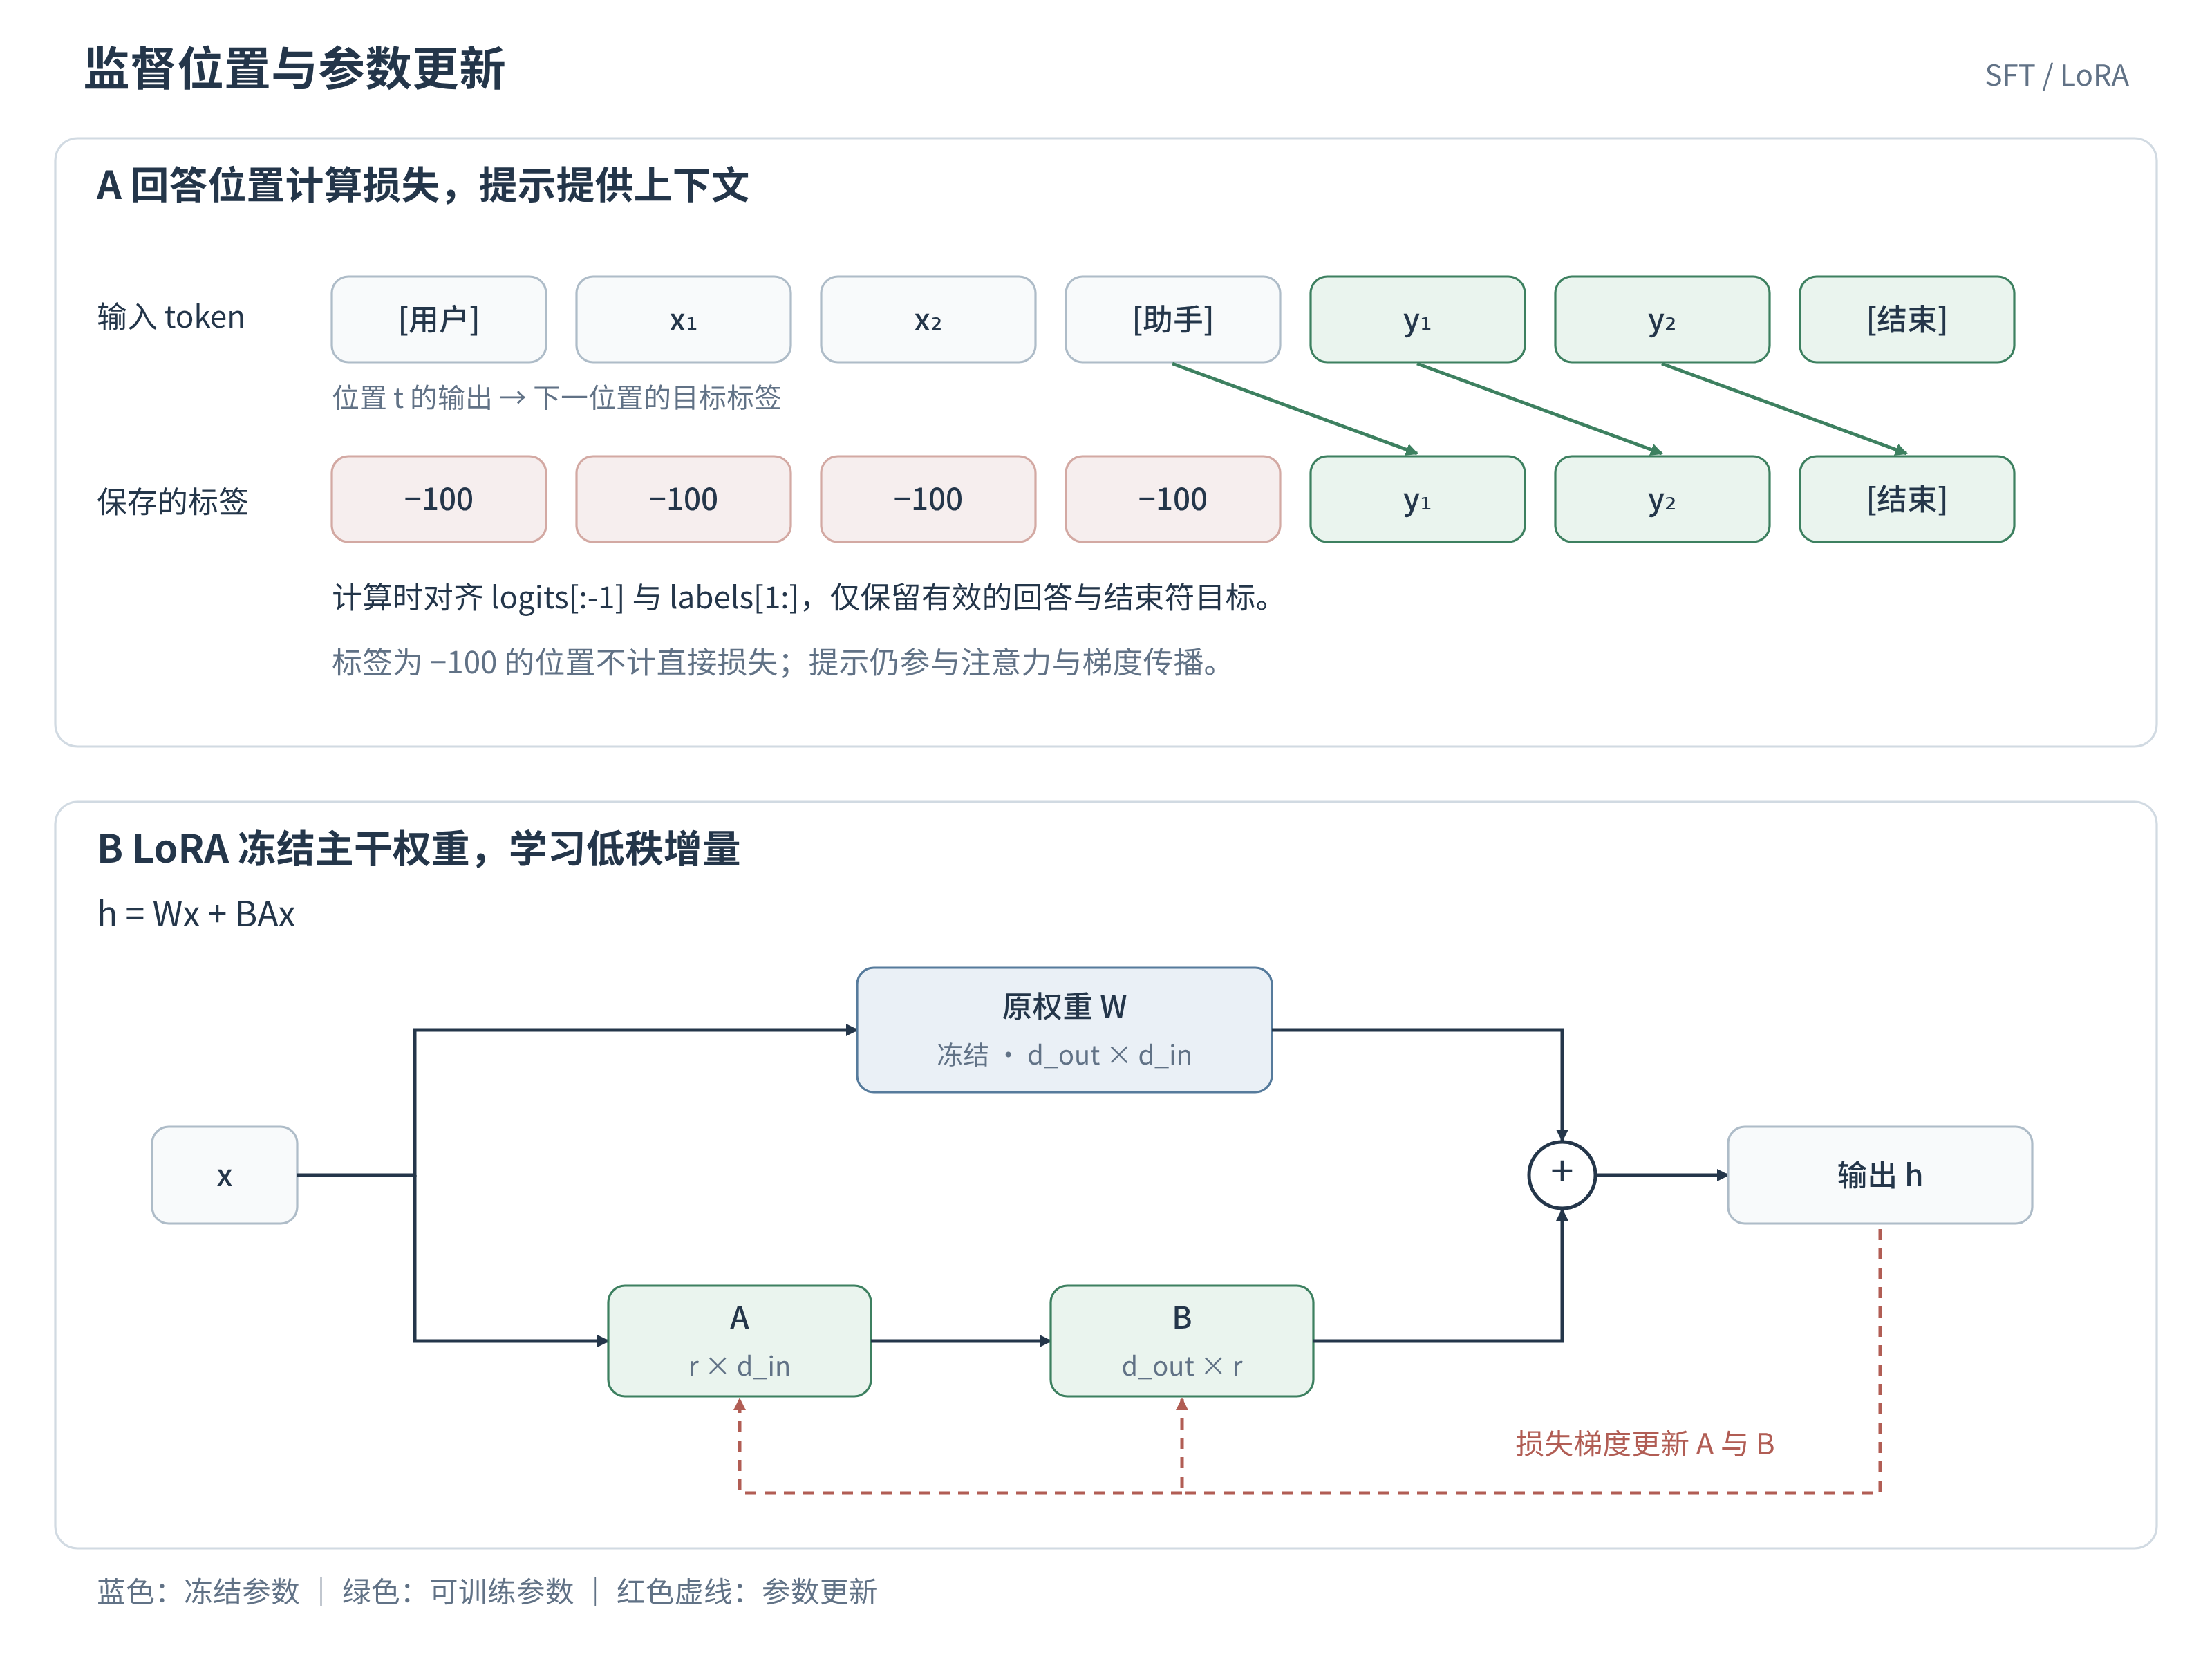 监督位置与参数更新
SFT / LoRA
A 回答位置计算损失，提示提供上下文
输入 token
[用户]
x₁
x₂
[助手]
y₁
y₂
[结束]
位置 t 的输出 → 下一位置的目标标签
保存的标签
−100
−100
−100
−100
y₁
y₂
[结束]
计算时对齐 logits[:-1] 与 labels[1:]，仅保留有效的回答与结束符目标。
标签为 −100 的位置不计直接损失；提示仍参与注意力与梯度传播。
B LoRA 冻结主干权重，学习低秩增量
h = Wx + BAx
原权重 W
冻结 · d_out × d_in
x
+
输出 h
A
r × d_in
B
d_out × r
损失梯度更新 A 与 B
蓝色：冻结参数｜绿色：可训练参数｜红色虚线：参数更新